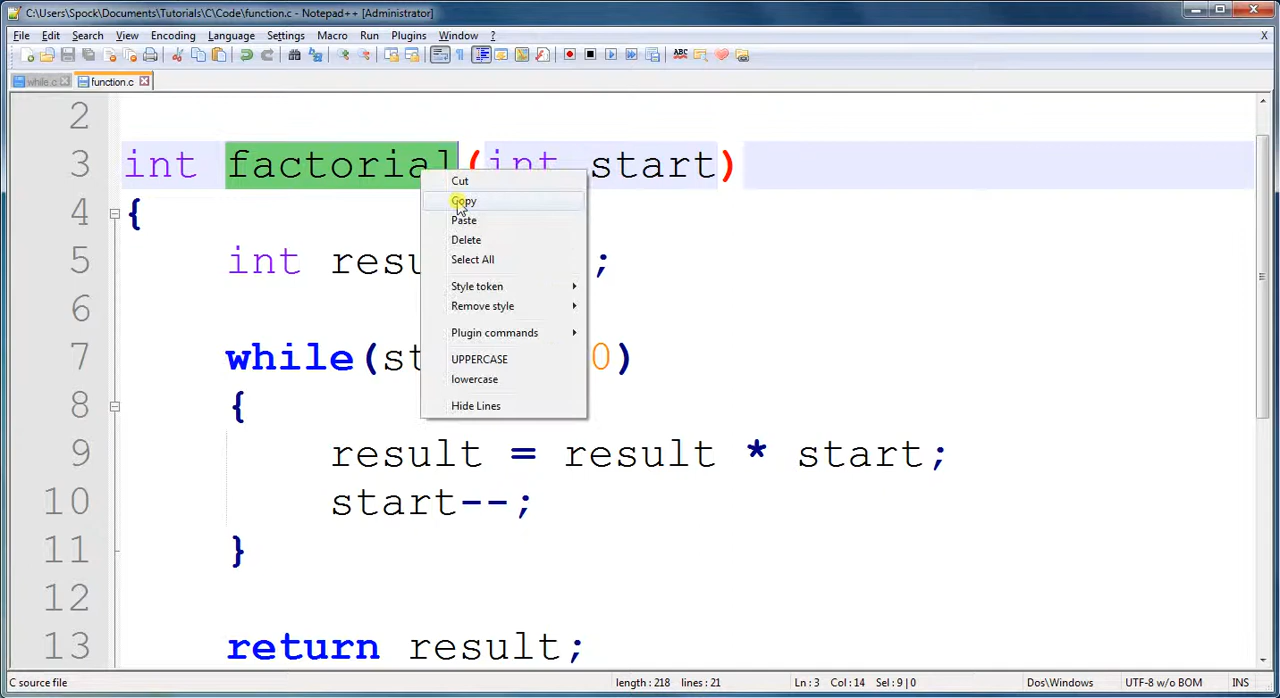 C:\Users\Spock\Documents\Tutorials\C\Code\function.c - Notepad++ [Administrator]
File Edit Search View Encoding Language Settings Macro Run Plugins Window ? X
ABC
while.c function.c
2
3 int factorial(int start)
4 {
5 int resu ;
6
7 while(st 0)
8 {
9 result = result * start;
10 start--;
11 }
12
13 return result;
Cut
Copy
Paste
Delete
Select All
Style token
Remove style
Plugin commands
UPPERCASE
lowercase
Hide Lines
C source file length : 218 lines : 21 Ln : 3 Col : 14 Sel : 9 | 0 Dos\Windows UTF-8 w/o BOM INS